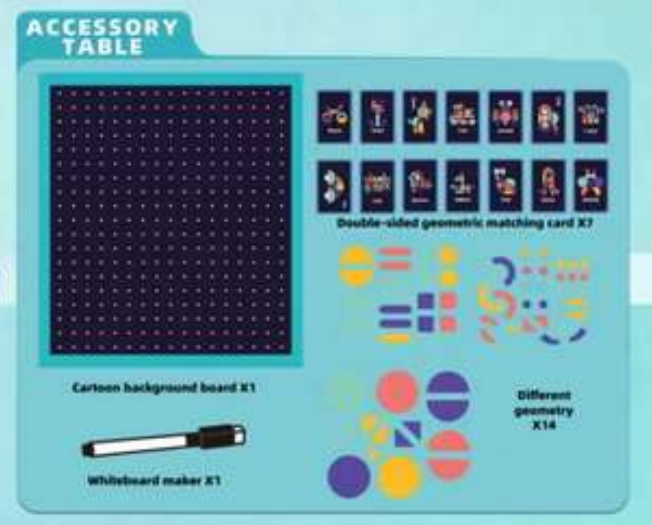 ACCESSORY
TABLE
Double-sided geometric matching card X7
Cartoon background board X1
Different
geometry
X14
Whiteboard maker X1